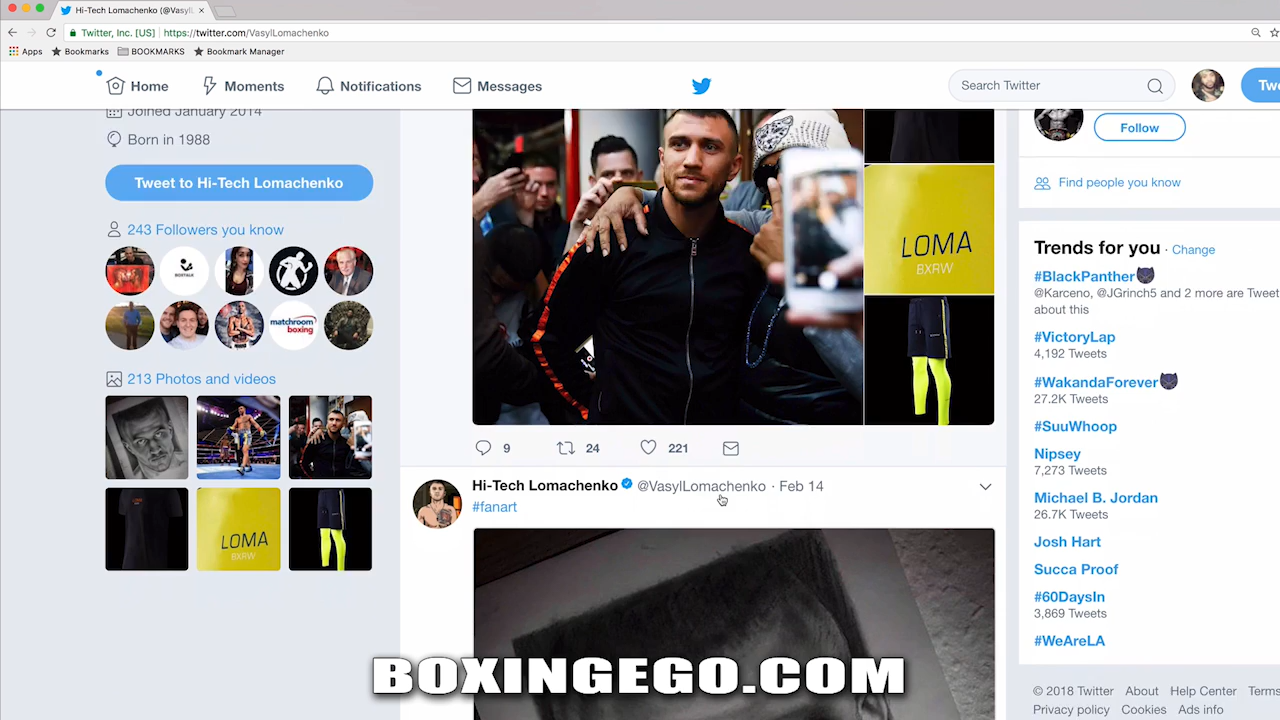 Hi-Tech Lomachenko (@Vasyl
Twitter, Inc. [US]
https://twitter.com/VasylLomachenko
Apps
Bookmarks
BOOKMARKS
Bookmark Manager
Home
Moments
Notifications
Messages
Search Twitter
Twe
Joined January 2014
Born in 1988
Tweet to Hi-Tech Lomachenko
243 Followers you know
BOXTALK
matchroom
boxing
213 Photos and videos
LOMA
BXRW
LOMA
BXRW
9
24
221
Hi-Tech Lomachenko @VasylLomachenko · Feb 14
#fanart
Follow
Find people you know
Trends for you · Change
#BlackPanther
@Karceno, @JGrinch5 and 2 more are Tweet
about this
#VictoryLap
4,192 Tweets
#WakandaForever
27.2K Tweets
#SuuWhoop
Nipsey
7,273 Tweets
Michael B. Jordan
26.7K Tweets
Josh Hart
Succa Proof
#60DaysIn
3,869 Tweets
#WeAreLA
© 2018 Twitter About Help Center Terms
Privacy policy Cookies Ads info
BOXINGEGO.COM